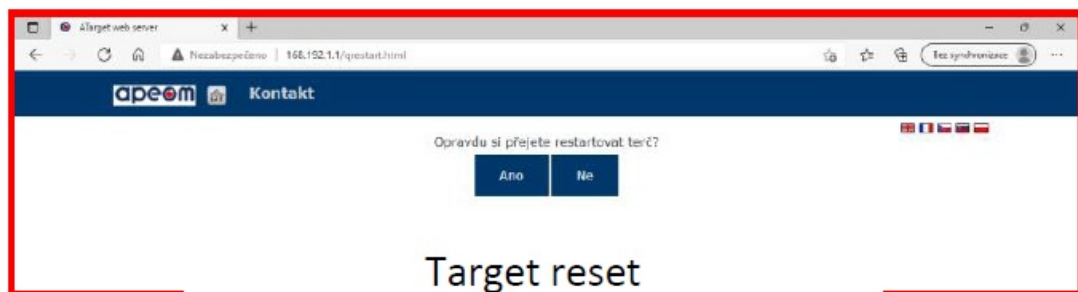 ATarget web server
Nezabezpečeno | 168.192.1.1/qrestart.html
Bez synchronizace
apeom Kontakt
Opravdu si přejete restartovat terč?
Ano Ne
Target reset